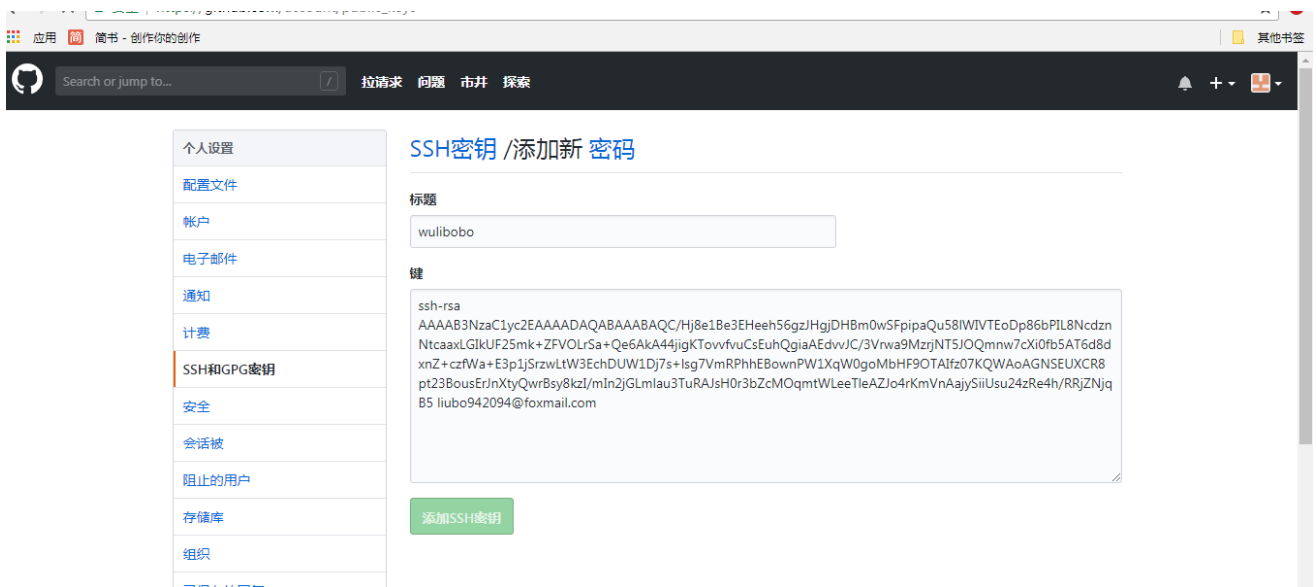 应用 简 简书 - 创作你的创作 其他书签
Search or jump to... / 拉请求 问题 市井 探索
个人设置
配置文件
帐户
电子邮件
通知
计费
SSH和GPG密钥
安全
会话被
阻止的用户
存储库
组织
SSH密钥 /添加新 密码
标题
wulibobo
键
ssh-rsa
AAAAB3NzaC1yc2EAAAADAQABAAABAQC/Hj8e1Be3EHeeh56gzJHgjDHBm0wSFpipaQu58lWIVTEoDp86bPIL8Ncdzn
NtcaaxLGIkUF25mk+ZFVOLrSa+Qe6AkA44jigKTovvfvuCsEuhQgiaAEdvvJC/3Vrwa9MzrjNT5JOQmnw7cXi0fb5AT6d8d
xnZ+czfWa+E3p1jSrzwLtW3EchDUW1Dj7s+lsg7VmRPhhEBownPW1XqW0goMbHF9OTAIfz07KQWAoAGNSEUXCR8
pt23BousErJnXtyQwrBsy8kzI/mIn2jGLmlau3TuRAJsH0r3bZcMOqmtWLeeTleAZJo4rKmVnAajySiiUsu24zRe4h/RRjZNjq
B5 liubo942094@foxmail.com
添加SSH密钥